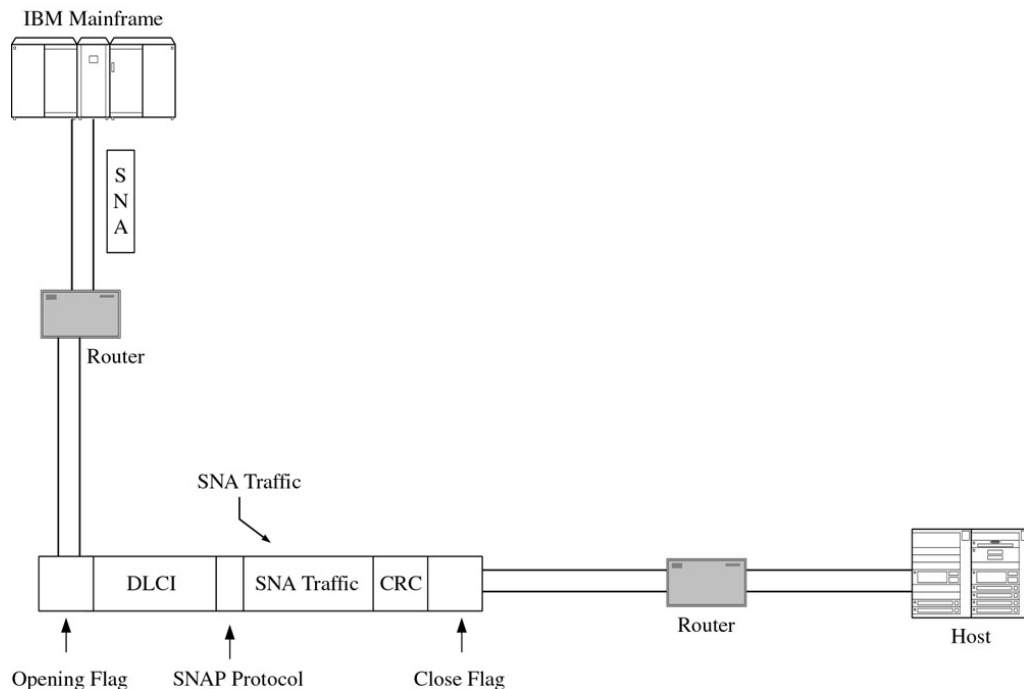 IBM Mainframe
S
N
A
Router
SNA Traffic
DLCI
SNA Traffic
CRC
Router
Host
Opening Flag
SNAP Protocol
Close Flag